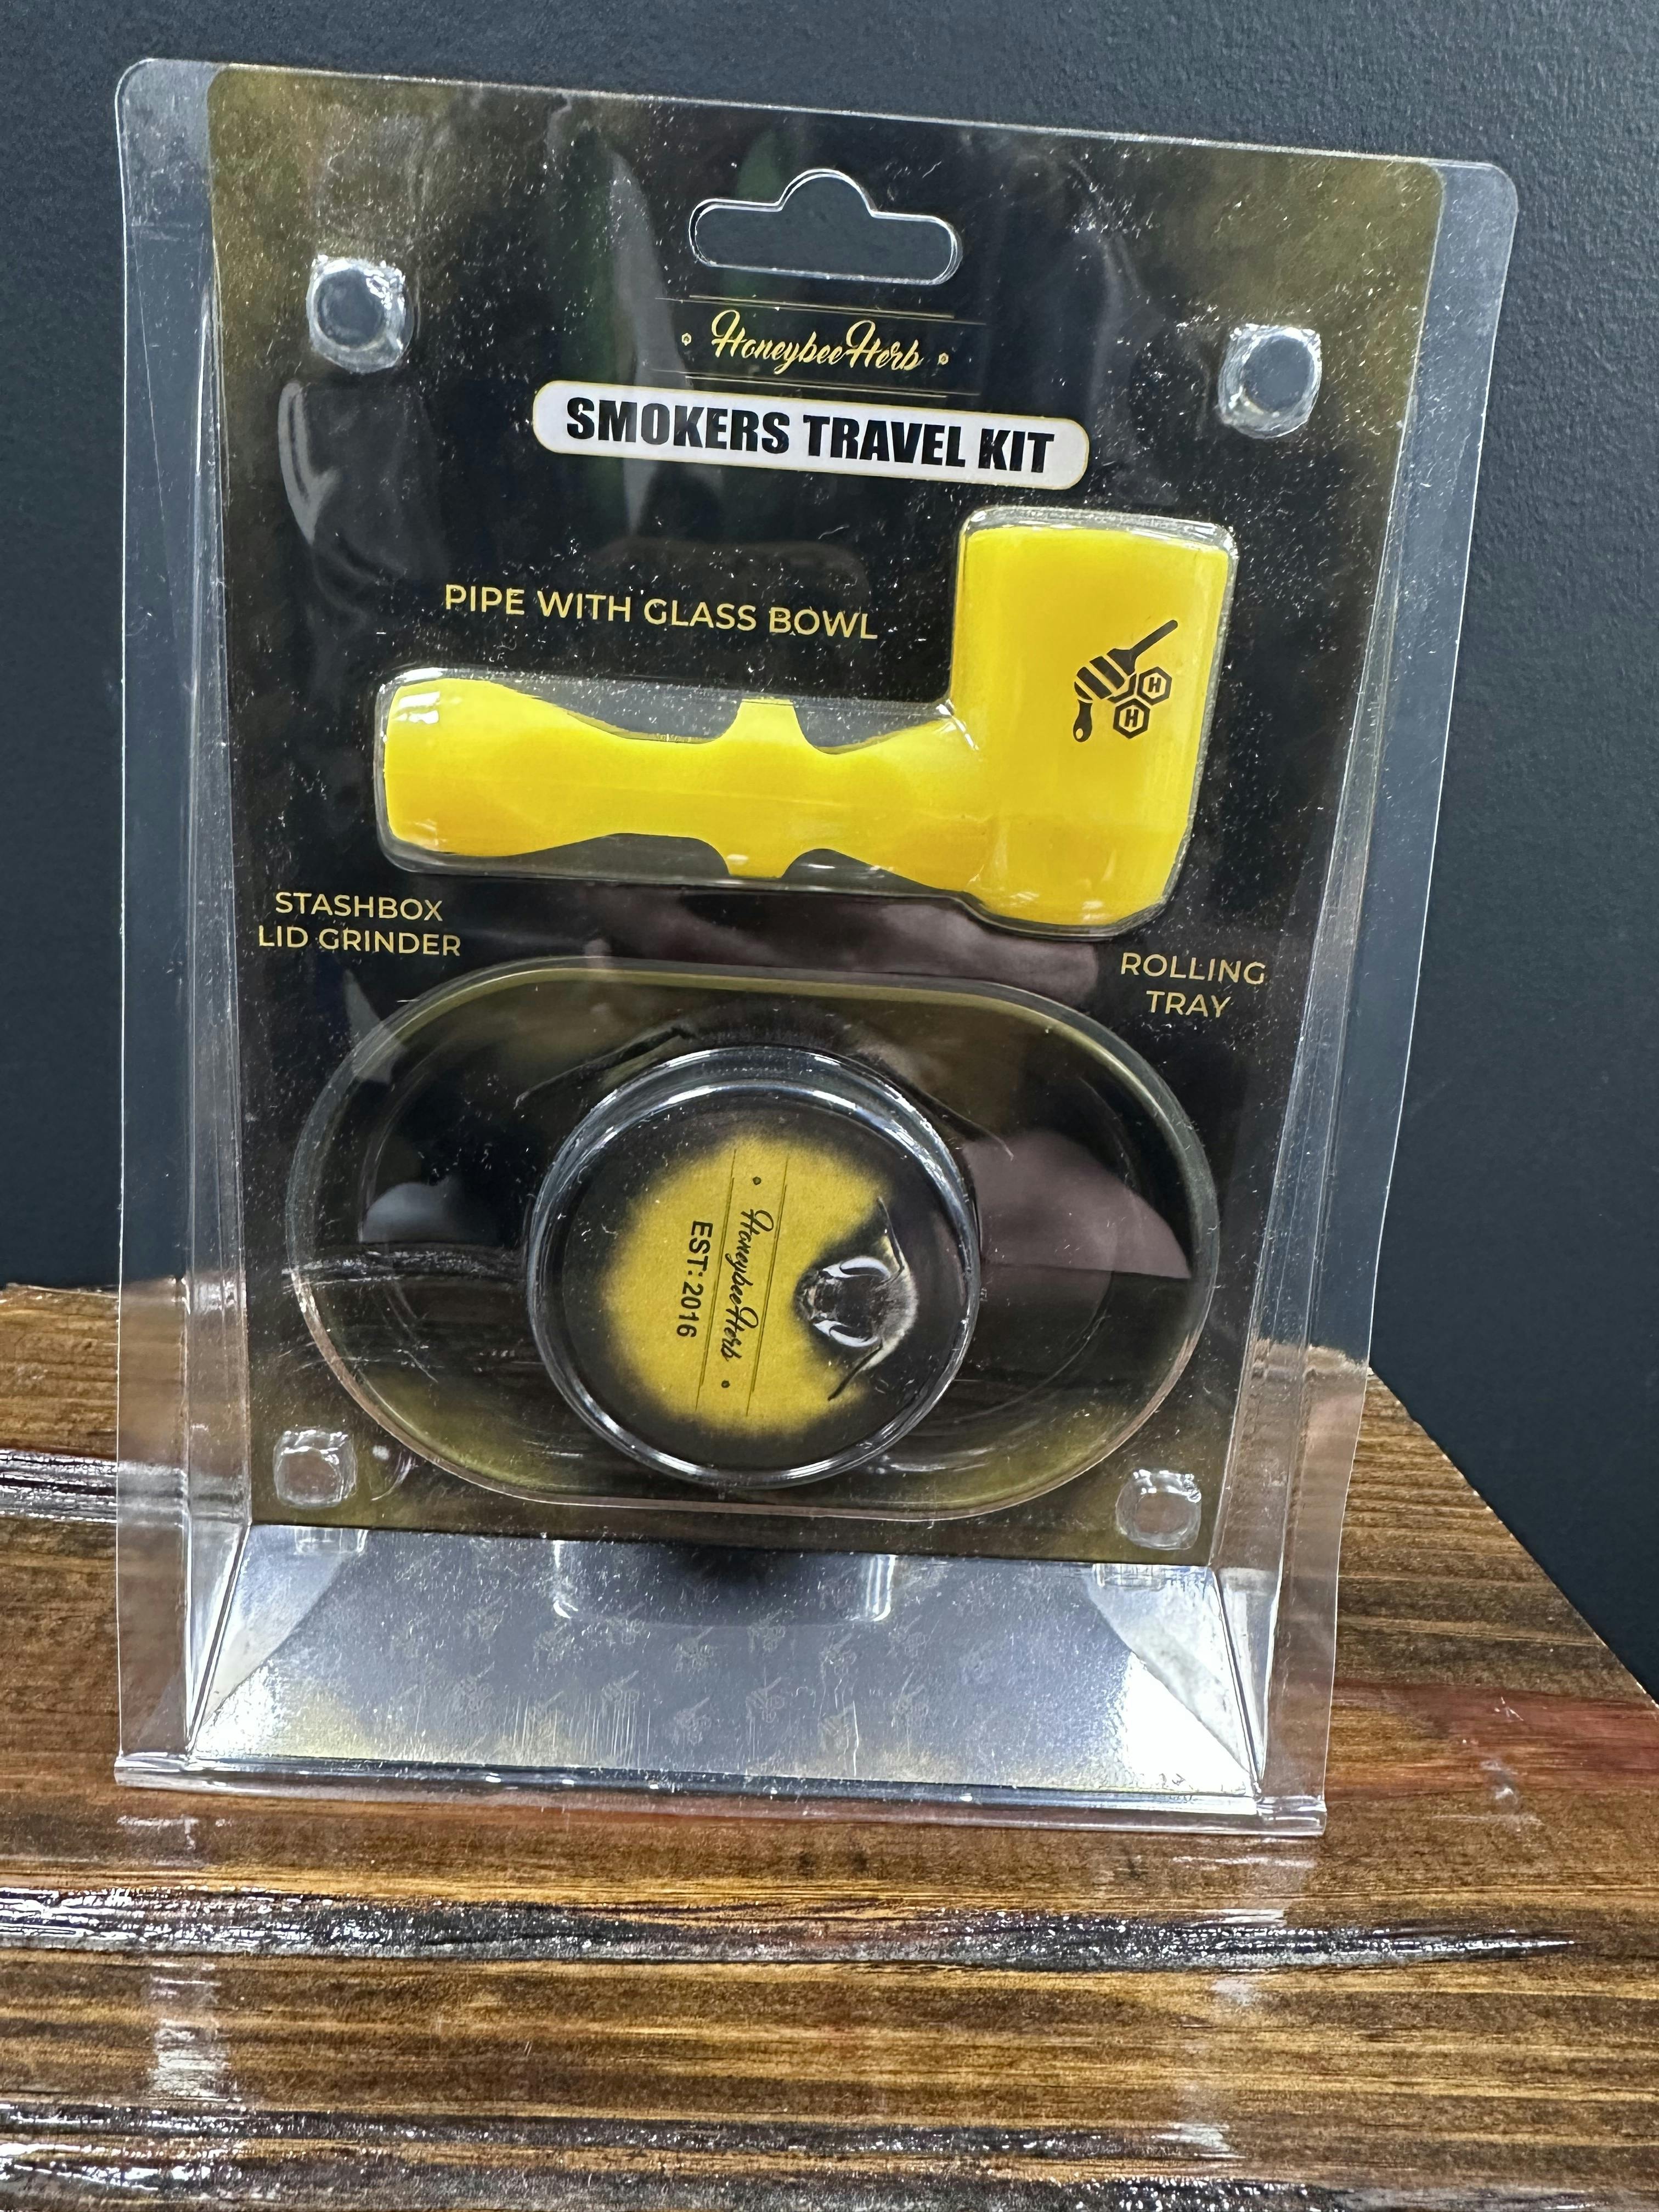 HoneybeeHerb
SMOKERS TRAVEL KIT
PIPE WITH GLASS BOWL
H
H
STASHBOX
LID GRINDER
ROLLING
TRAY
HoneybeeHerb
EST: 2016